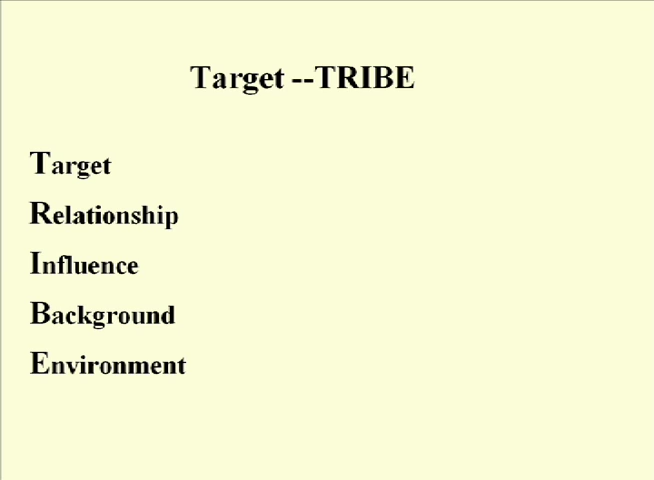 Target --TRIBE
Target
Relationship
Influence
Background
Environment